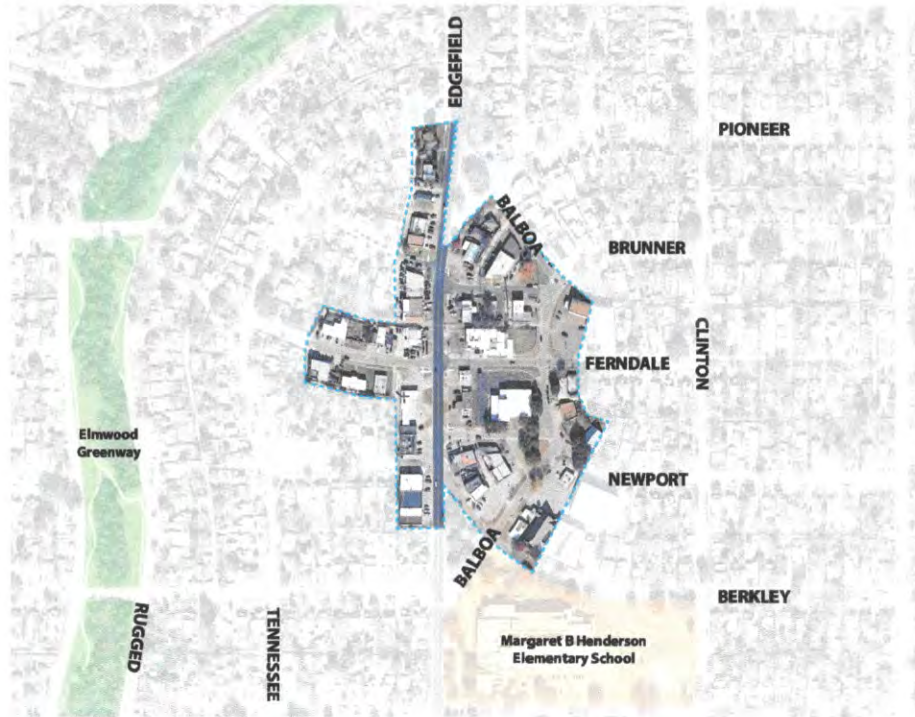 EDGEFIELD
PIONEER
BALBOA
BRUNNER
CLINTON
FERNDALE
Elmwood
Greenway
NEWPORT
BALBOA
BERKLEY
RUGGED
TENNESSEE
Margaret B Henderson
Elementary School